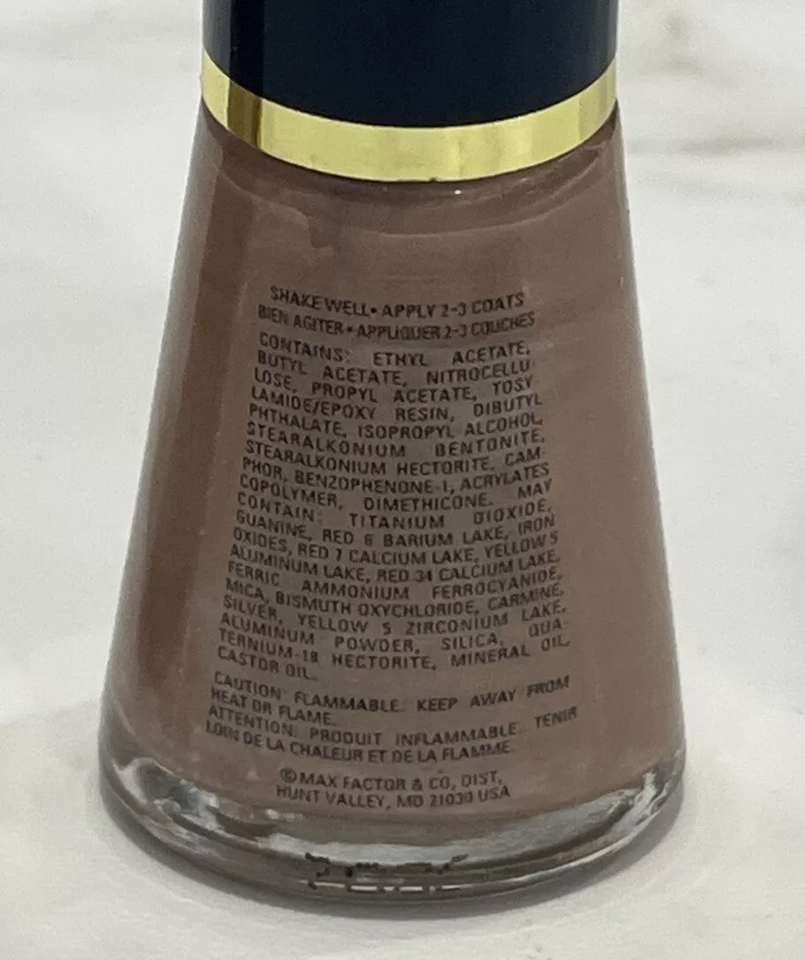 SHAKE WELL • APPLY 2-3 COATS
BIEN AGITER • APPLIQUER 2-3 COUCHES
CONTAINS: ETHYL ACETATE,
BUTYL ACETATE, NITROCELLU-
LOSE, PROPYL ACETATE, TOSY
LAMIDE/EPOXY RESIN, DIBUTYL
PHTHALATE, ISOPROPYL ALCOHOL,
STEARALKONIUM BENTONITE,
STEARALKONIUM HECTORITE, CAM-
PHOR, BENZOPHENONE-1, ACRYLATES
COPOLYMER, DIMETHICONE. MAY
CONTAIN: TITANIUM DIOXIDE,
GUANINE, RED 6 BARIUM LAKE, IRON
OXIDES, RED 7 CALCIUM LAKE, YELLOW 5
ALUMINUM LAKE, RED 34 CALCIUM LAKE,
FERRIC AMMONIUM FERROCYANIDE,
MICA, BISMUTH OXYCHLORIDE, CARMINE,
SILVER, YELLOW 5 ZIRCONIUM LAKE,
ALUMINUM POWDER, SILICA, QUA-
TERNIUM-18 HECTORITE, MINERAL OIL,
CASTOR OIL.
CAUTION: FLAMMABLE. KEEP AWAY FROM
HEAT OR FLAME.
ATTENTION: PRODUIT INFLAMMABLE. TENIR
LOIN DE LA CHALEUR ET DE LA FLAMME.
©MAX FACTOR & CO, DIST,
HUNT VALLEY, MD 21030 USA